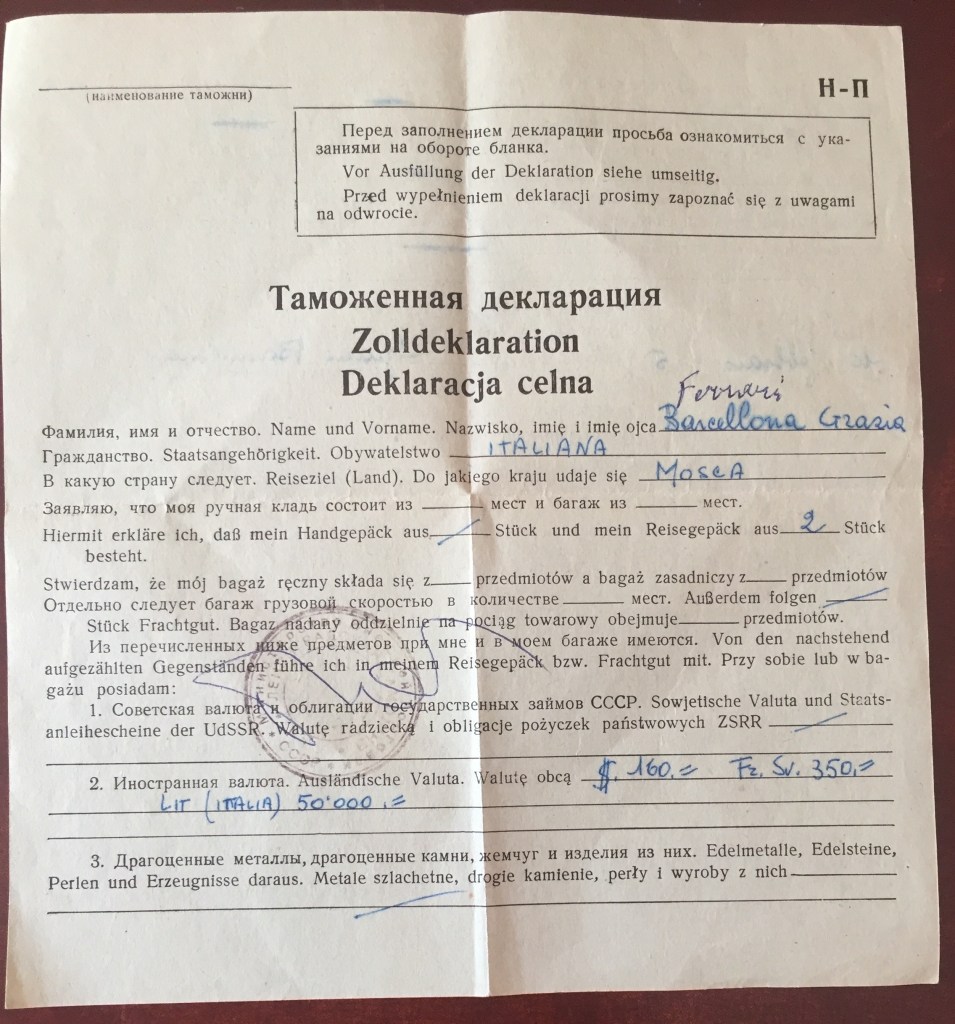 (наименование таможни)
Н-П
Перед заполнением декларации просьба ознакомиться с ука-
заниями на обороте бланка.
Vor Ausfüllung der Deklaration siehe umseitig.
Przed wypełnieniem deklaracji prosimy zapoznać się z uwagami
na odwrocie.
Таможенная декларация
Zolldeklaration
Deklaracja celna
Ferraris
Фамилия, имя и отчество. Name und Vorname. Nazwisko, imię i imię ojca Barcellona Grazia
Гражданство. Staatsangehörigkeit. Obywatelstwo ITALIANA
В какую страну следует. Reiseziel (Land). Do jakiego kraju udaje się MOSCA
Заявляю, что моя ручная кладь состоит из мест и багаж из мест.
Hiermit erkläre ich, daß mein Handgepäck aus Stück und mein Reisegepäck aus 2 Stück
besteht.
Stwierdzam, że mój bagaż ręczny składa się z przedmiotów a bagaż zasadniczy z przedmiotów
Отдельно следует багаж грузовой скоростью в количестве мест. Außerdem folgen
Stück Frachtgut. Bagaż nadany oddzielnie na pociąg towarowy obejmuje przedmiotów.
Из перечисленных ниже предметов при мне и в моем багаже имеются. Von den nachstehend
aufgezählten Gegenständen führe ich in meinem Reisegepäck bzw. Frachtgut mit. Przy sobie lub w ba-
gażu posiadam:
1. Советская валюта и облигации государственных займов СССР. Sowjetische Valuta und Staats-
anleihescheine der UdSSR. Walutę radziecką i obligacje pożyczek państwowych ZSRR
2. Иностранная валюта. Ausländische Valuta. Walutę obcą $. 160,= Fr. Sv. 350,=
LIT (ITALIA) 50'000,=
3. Драгоценные металлы, драгоценные камни, жемчуг и изделия из них. Edelmetalle, Edelsteine,
Perlen und Erzeugnisse daraus. Metale szlachetne, drogie kamienie, perły i wyroby z nich